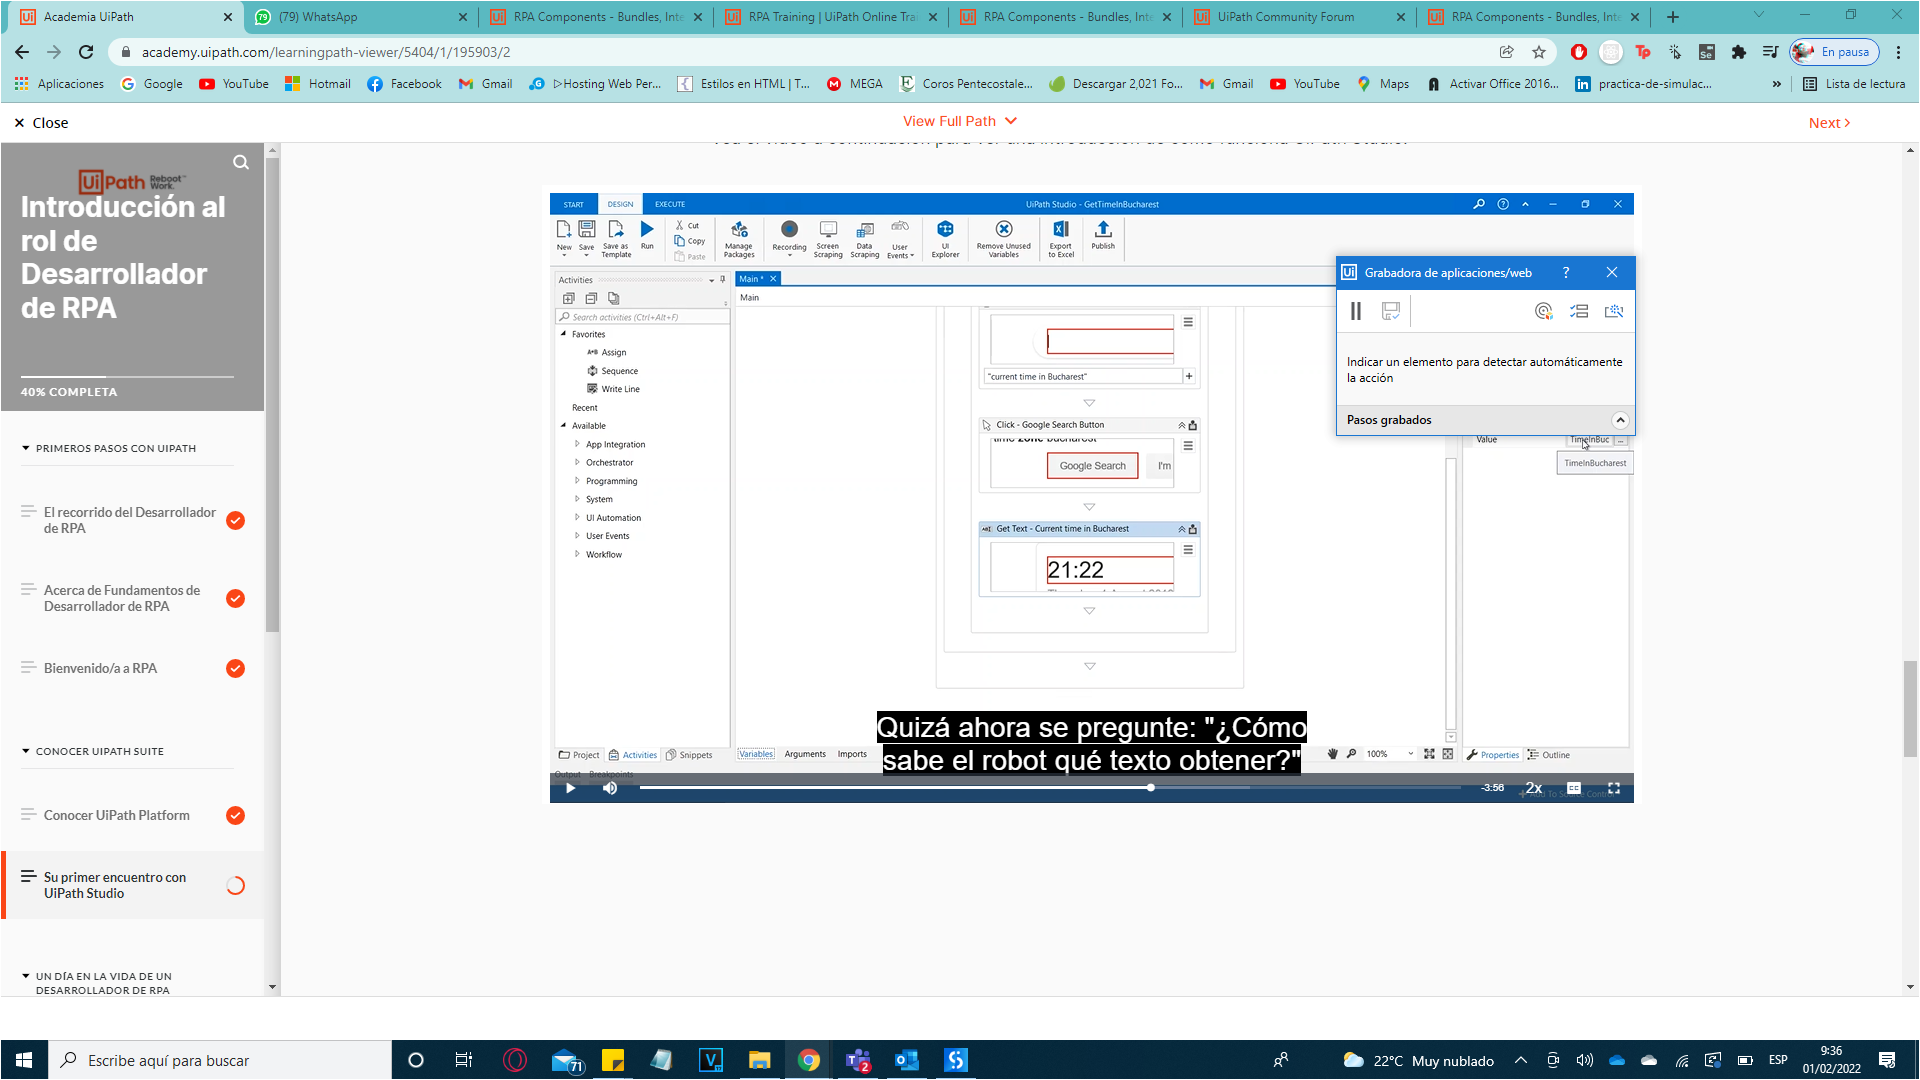 Academia UiPath
(79) WhatsApp
RPA Components - Bundles, Inte
RPA Training | UiPath Online Trai
RPA Components - Bundles, Inte
UiPath Community Forum
RPA Components - Bundles, Inte
academy.uipath.com/learningpath-viewer/5404/1/195903/2
En pausa
Aplicaciones
Google
YouTube
Hotmail
Facebook
Gmail
▷Hosting Web Per...
Estilos en HTML | T...
MEGA
Coros Pentecostale...
Descargar 2,021 Fo...
Gmail
YouTube
Maps
Activar Office 2016...
practica-de-simulac...
»
Lista de lectura
Close
View Full Path
Next >
UiPath Reboot Work.
Introducción al
rol de
Desarrollador
de RPA
40% COMPLETA
PRIMEROS PASOS CON UIPATH
El recorrido del Desarrollador
de RPA
Acerca de Fundamentos de
Desarrollador de RPA
Bienvenido/a a RPA
CONOCER UIPATH SUITE
Conocer UiPath Platform
Su primer encuentro con
UiPath Studio
UN DÍA EN LA VIDA DE UN
DESARROLLADOR DE RPA
START
DESIGN
EXECUTE
UiPath Studio - GetTimeInBucharest
New
Save
Save as
Template
Run
Cut
Copy
Paste
Manage
Packages
Recording
Screen
Scraping
Data
Scraping
User
Events
UI
Explorer
Remove Unused
Variables
Export
to Excel
Publish
Activities
Search activities (Ctrl+Alt+F)
Favorites
Assign
Sequence
Write Line
Recent
Available
App Integration
Orchestrator
Programming
System
UI Automation
User Events
Workflow
Main *
Main
"current time in Bucharest"
Click - Google Search Button
time zone bucharest
Google Search
I'm
Get Text - Current time in Bucharest
21:22
Grabadora de aplicaciones/web
?
Indicar un elemento para detectar automáticamente
la acción
Pasos grabados
Value
TimeInBuc
...
TimeInBucharest
Quizá ahora se pregunte: "¿Cómo
sabe el robot qué texto obtener?"
Project
Activities
Snippets
Variables
Arguments
Imports
100%
Properties
Outline
Output
Breakpoints
-3:56
2x
CC
Add To Source Control
Escribe aquí para buscar
71
2
22°C Muy nublado
ESP
9:36
01/02/2022